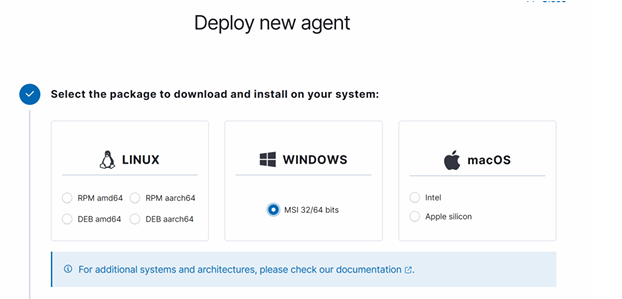 Deploy new agent
Select the package to download and install on your system:
LINUX
RPM amd64 RPM aarch64
DEB amd64 DEB aarch64
WINDOWS
MSI 32/64 bits
macOS
Intel
Apple silicon
For additional systems and architectures, please check our documentation.